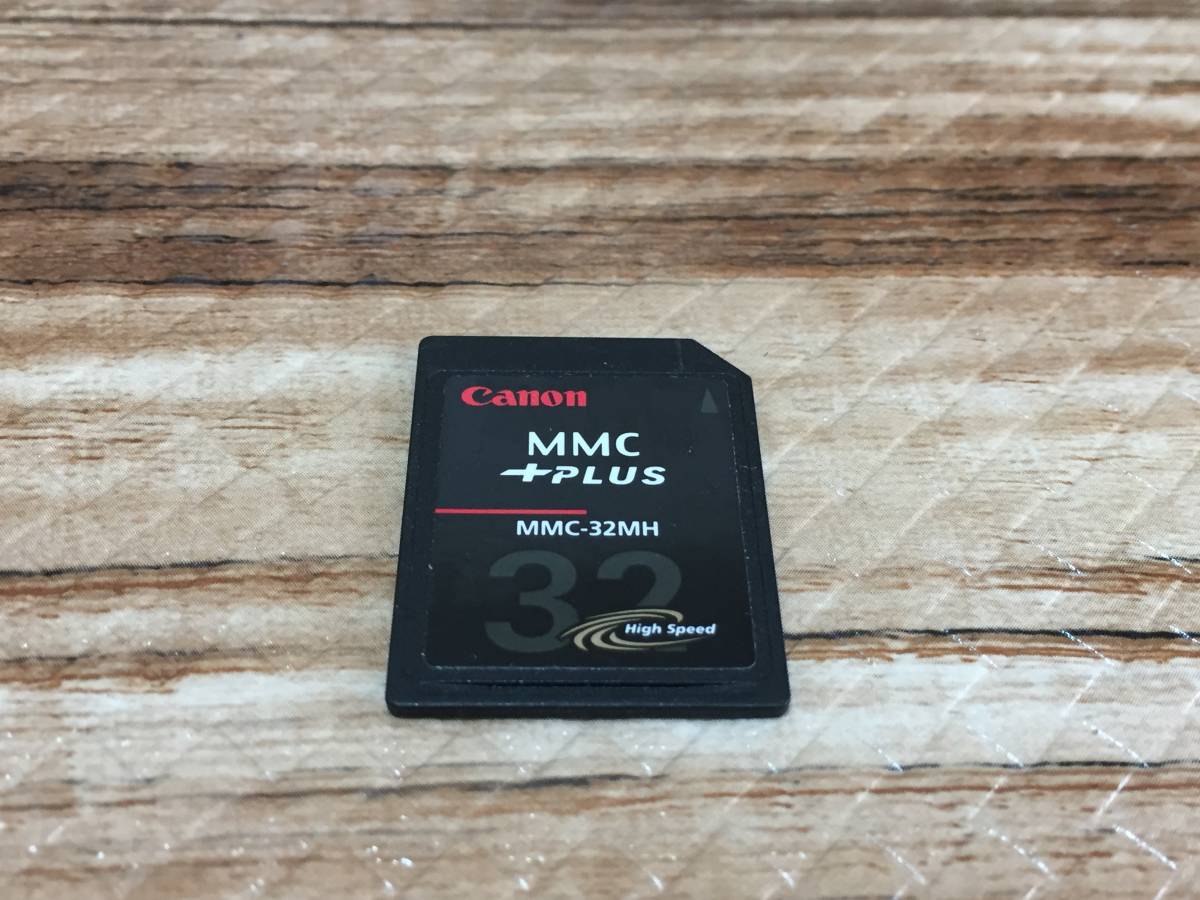 Canon
MMC
+PLUS
MMC-32MH
32
High Speed